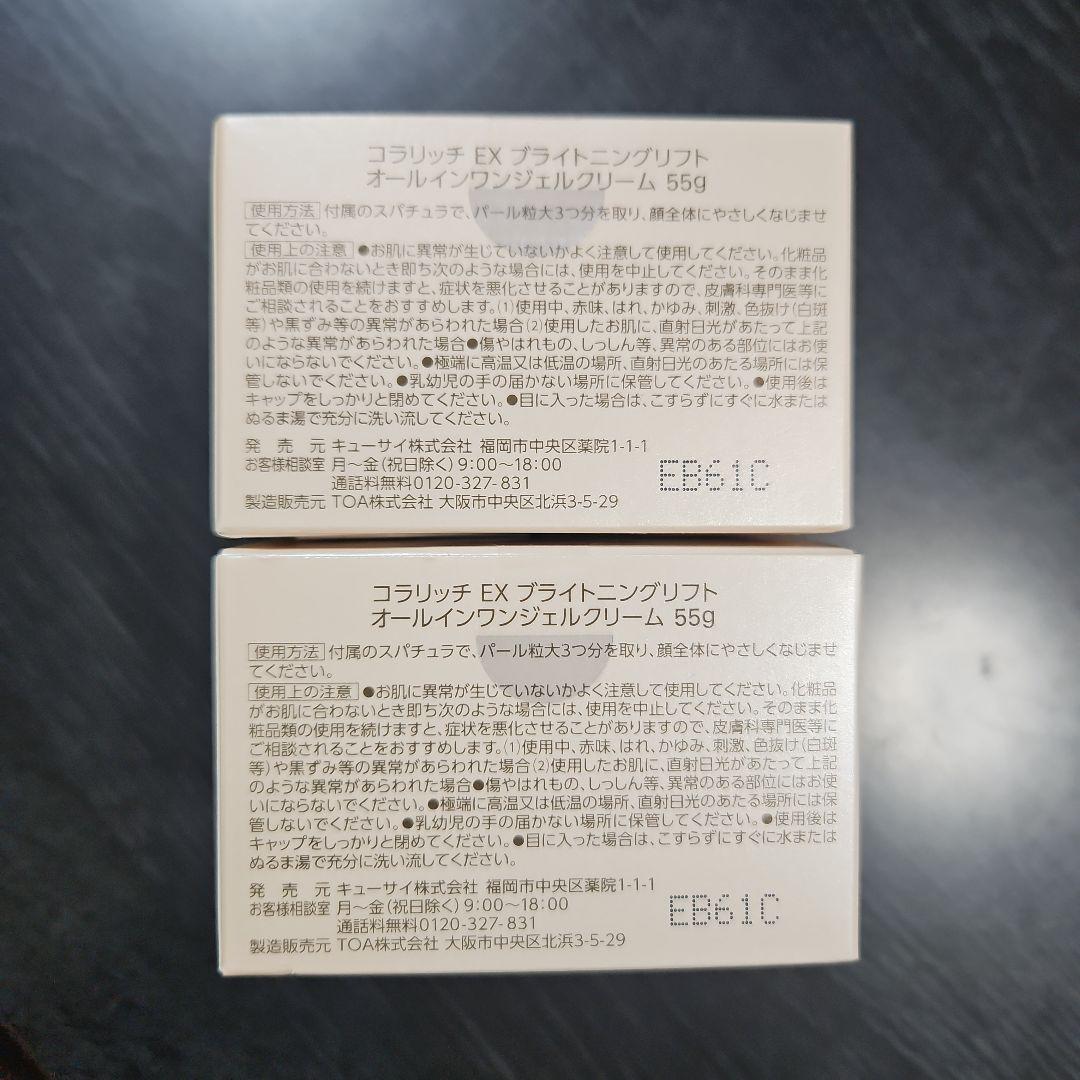 コラリッチ EX ブライトニングリフト
オールインワンジェルクリーム 55g
使用方法 付属のスパチュラで、パール粒大3つ分を取り、顔全体にやさしくなじませ
てください。
使用上の注意 ●お肌に異常が生じていないかよく注意して使用してください。化粧品
がお肌に合わないとき即ち次のような場合には、使用を中止してください。そのまま化
粧品類の使用を続けますと、症状を悪化させることがありますので、皮膚科専門医等に
ご相談されることをおすすめします。(1)使用中、赤味、はれ、かゆみ、刺激、色抜け(白斑
等)や黒ずみ等の異常があらわれた場合(2)使用したお肌に、直射日光があたって上記
のような異常があらわれた場合●傷やはれもの、しっしん等、異常のある部位にはお使
いにならないでください。●極端に高温又は低温の場所、直射日光のあたる場所には保
管しないでください。●乳幼児の手の届かない場所に保管してください。●使用後は
キャップをしっかりと閉めてください。●目に入った場合は、こすらずにすぐに水または
ぬるま湯で充分に洗い流してください。
発 売 元 キューサイ株式会社 福岡市中央区薬院1-1-1
お客様相談室 月～金(祝日除く)9:00～18:00
通話料無料0120-327-831
製造販売元 TOA株式会社 大阪市中央区北浜3-5-29
EB61C
コラリッチ EX ブライトニングリフト
オールインワンジェルクリーム 55g
使用方法 付属のスパチュラで、パール粒大3つ分を取り、顔全体にやさしくなじませ
てください。
使用上の注意 ●お肌に異常が生じていないかよく注意して使用してください。化粧品
がお肌に合わないとき即ち次のような場合には、使用を中止してください。そのまま化
粧品類の使用を続けますと、症状を悪化させることがありますので、皮膚科専門医等に
ご相談されることをおすすめします。(1)使用中、赤味、はれ、かゆみ、刺激、色抜け(白斑
等)や黒ずみ等の異常があらわれた場合(2)使用したお肌に、直射日光があたって上記
のような異常があらわれた場合●傷やはれもの、しっしん等、異常のある部位にはお使
いにならないでください。●極端に高温又は低温の場所、直射日光のあたる場所には保
管しないでください。●乳幼児の手の届かない場所に保管してください。●使用後は
キャップをしっかりと閉めてください。●目に入った場合は、こすらずにすぐに水または
ぬるま湯で充分に洗い流してください。
発 売 元 キューサイ株式会社 福岡市中央区薬院1-1-1
お客様相談室 月～金(祝日除く)9:00～18:00
通話料無料0120-327-831
製造販売元 TOA株式会社 大阪市中央区北浜3-5-29
EB61C